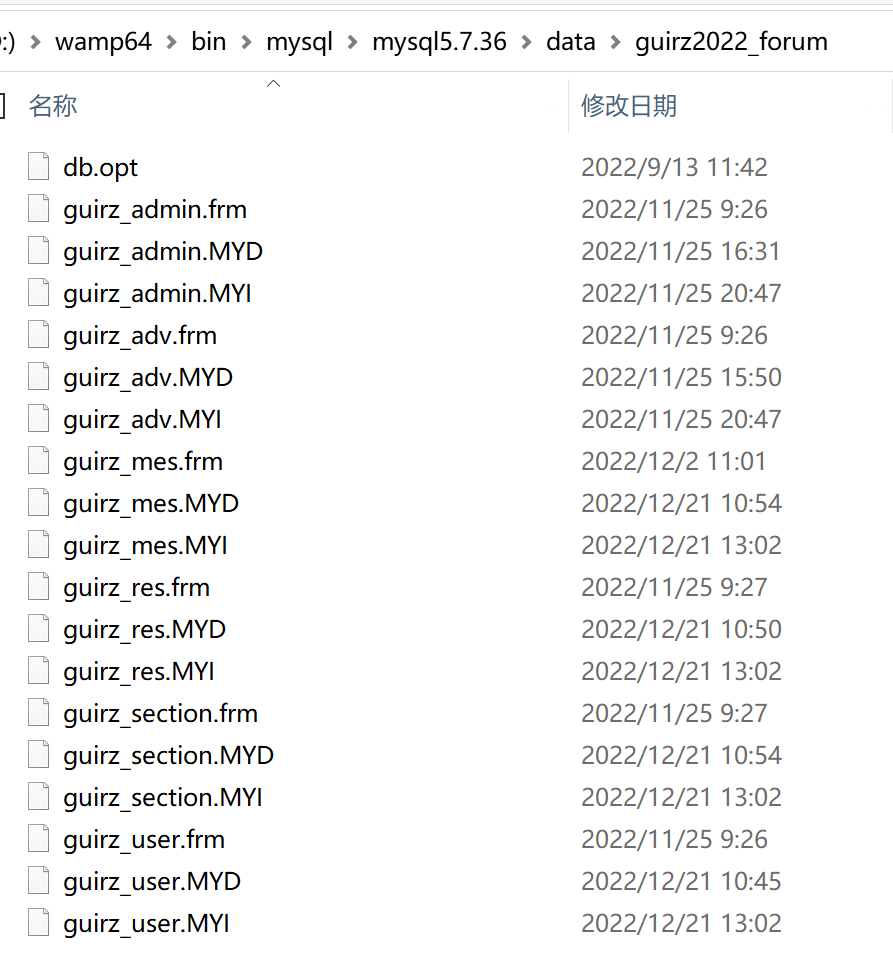 :) > wamp64 > bin > mysql > mysql5.7.36 > data > guirz2022_forum
名称 修改日期
db.opt 2022/9/13 11:42
guirz_admin.frm 2022/11/25 9:26
guirz_admin.MYD 2022/11/25 16:31
guirz_admin.MYI 2022/11/25 20:47
guirz_adv.frm 2022/11/25 9:26
guirz_adv.MYD 2022/11/25 15:50
guirz_adv.MYI 2022/11/25 20:47
guirz_mes.frm 2022/12/2 11:01
guirz_mes.MYD 2022/12/21 10:54
guirz_mes.MYI 2022/12/21 13:02
guirz_res.frm 2022/11/25 9:27
guirz_res.MYD 2022/12/21 10:50
guirz_res.MYI 2022/12/21 13:02
guirz_section.frm 2022/11/25 9:27
guirz_section.MYD 2022/12/21 10:54
guirz_section.MYI 2022/12/21 13:02
guirz_user.frm 2022/11/25 9:26
guirz_user.MYD 2022/12/21 10:45
guirz_user.MYI 2022/12/21 13:02